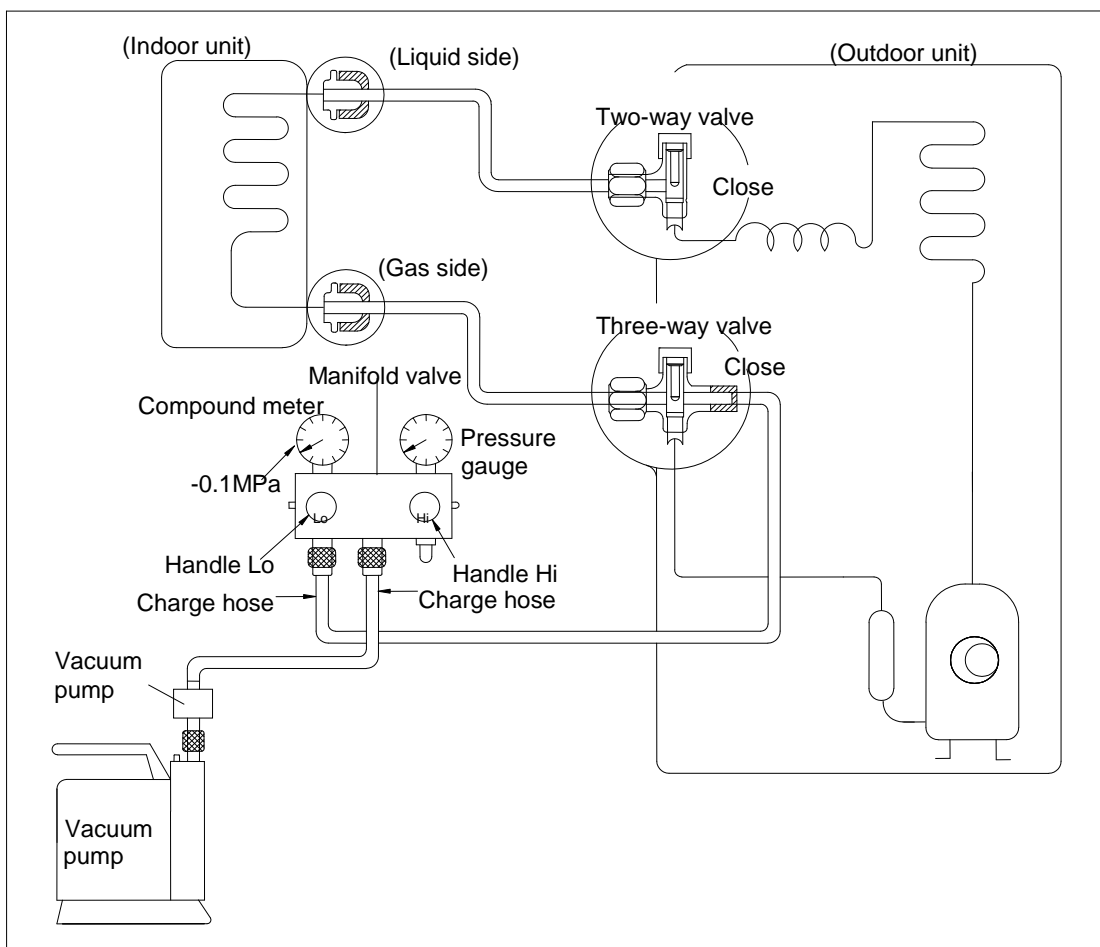 (Indoor unit)
(Liquid side)
(Outdoor unit)
Two-way valve
Close
(Gas side)
Three-way valve
Close
Manifold valve
Compound meter
Pressure
gauge
-0.1MPa
Lo
Hi
Handle Lo
Handle Hi
Charge hose
Charge hose
Vacuum
pump
Vacuum
pump